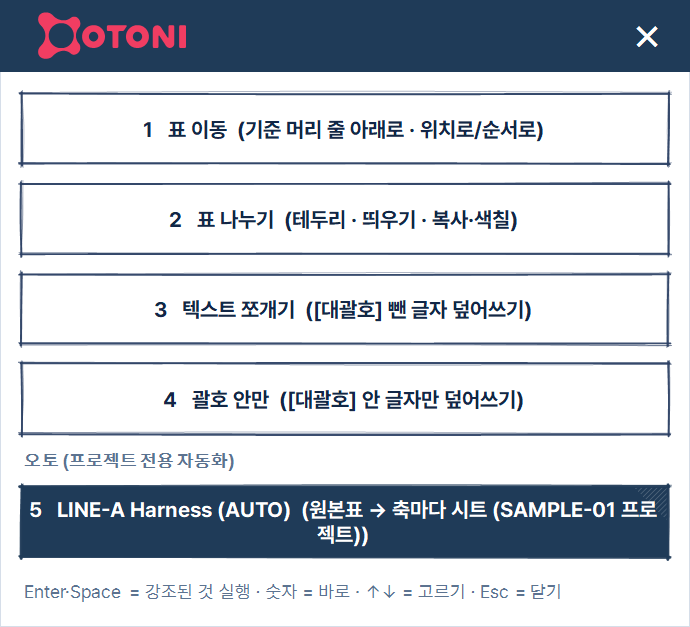 OTONI
1 표 이동 (기준 머리 줄 아래로 · 위치로/순서로)
2 표 나누기 (테두리 · 띄우기 · 복사·색칠)
3 텍스트 쪼개기 ([대괄호] 뺀 글자 덮어쓰기)
4 괄호 안만 ([대괄호] 안 글자만 덮어쓰기)
오토 (프로젝트 전용 자동화)
5 LINE-A Harness (AUTO) (원본표 → 축마다 시트 (SAMPLE-01 프로
젝트))
Enter·Space = 강조된 것 실행 · 숫자 = 바로 · ↑↓ = 고르기 · Esc = 닫기